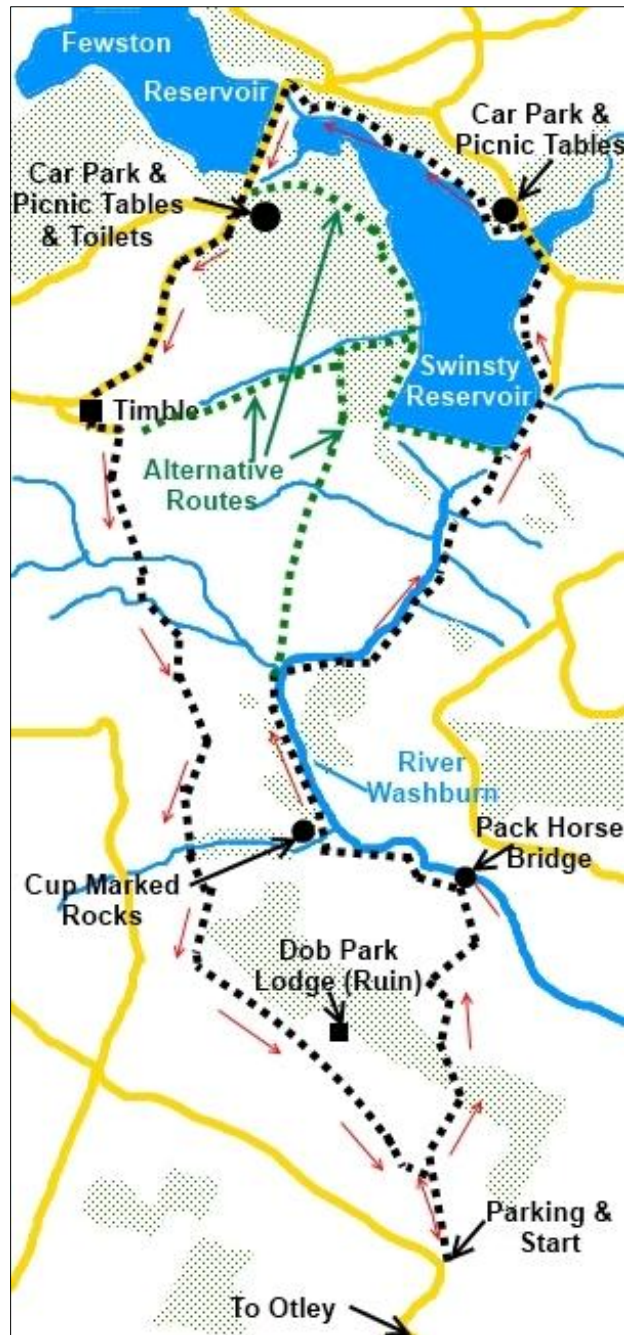 Fewston
Reservoir
Car Park &
Picnic Tables
Car Park &
Picnic Tables
& Toilets
Swinsty
Reservoir
Timble
Alternative
Routes
River
Washburn
Pack Horse
Bridge
Cup Marked
Rocks
Dob Park
Lodge (Ruin)
Parking &
Start
To Otley